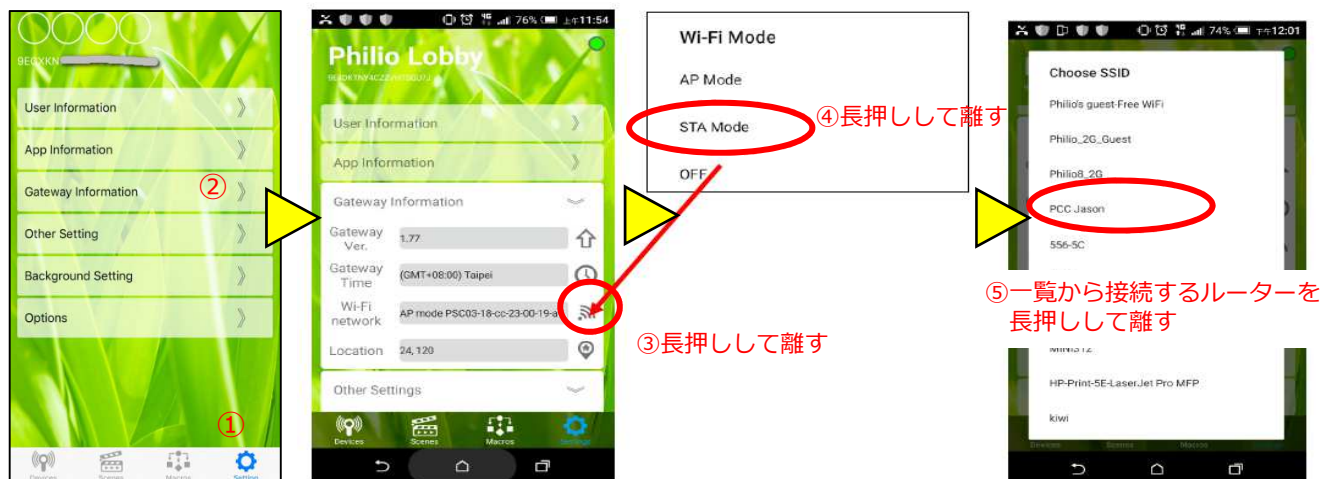 9EGXKN
User Information
App Information
Gateway Information
②
Other Setting
Background Setting
Options
①
Devices
Scenes
Macros
Setting
4G
76%
上午11:54
Philio Lobby
User Information
App Information
Gateway Information
Gateway Ver.
1.77
Gateway Time
(GMT+08:00) Taipei
Wi-Fi network
AP mode PSC03-18-cc-23-00-19-a
Location
24, 120
Other Settings
Devices
Scenes
Macros
Settings
③長押しして離す
Wi-Fi Mode
AP Mode
STA Mode
④長押しして離す
OFF
4G
74%
下午12:01
Choose SSID
Philio's guest-Free WiFi
Philio_2G_Guest
Philio8_2G
PCC Jason
556-5C
⑤一覧から接続するルーターを
長押しして離す
MINI312
HP-Print-5E-LaserJet Pro MFP
kiwi
Devices
Scenes
Macros